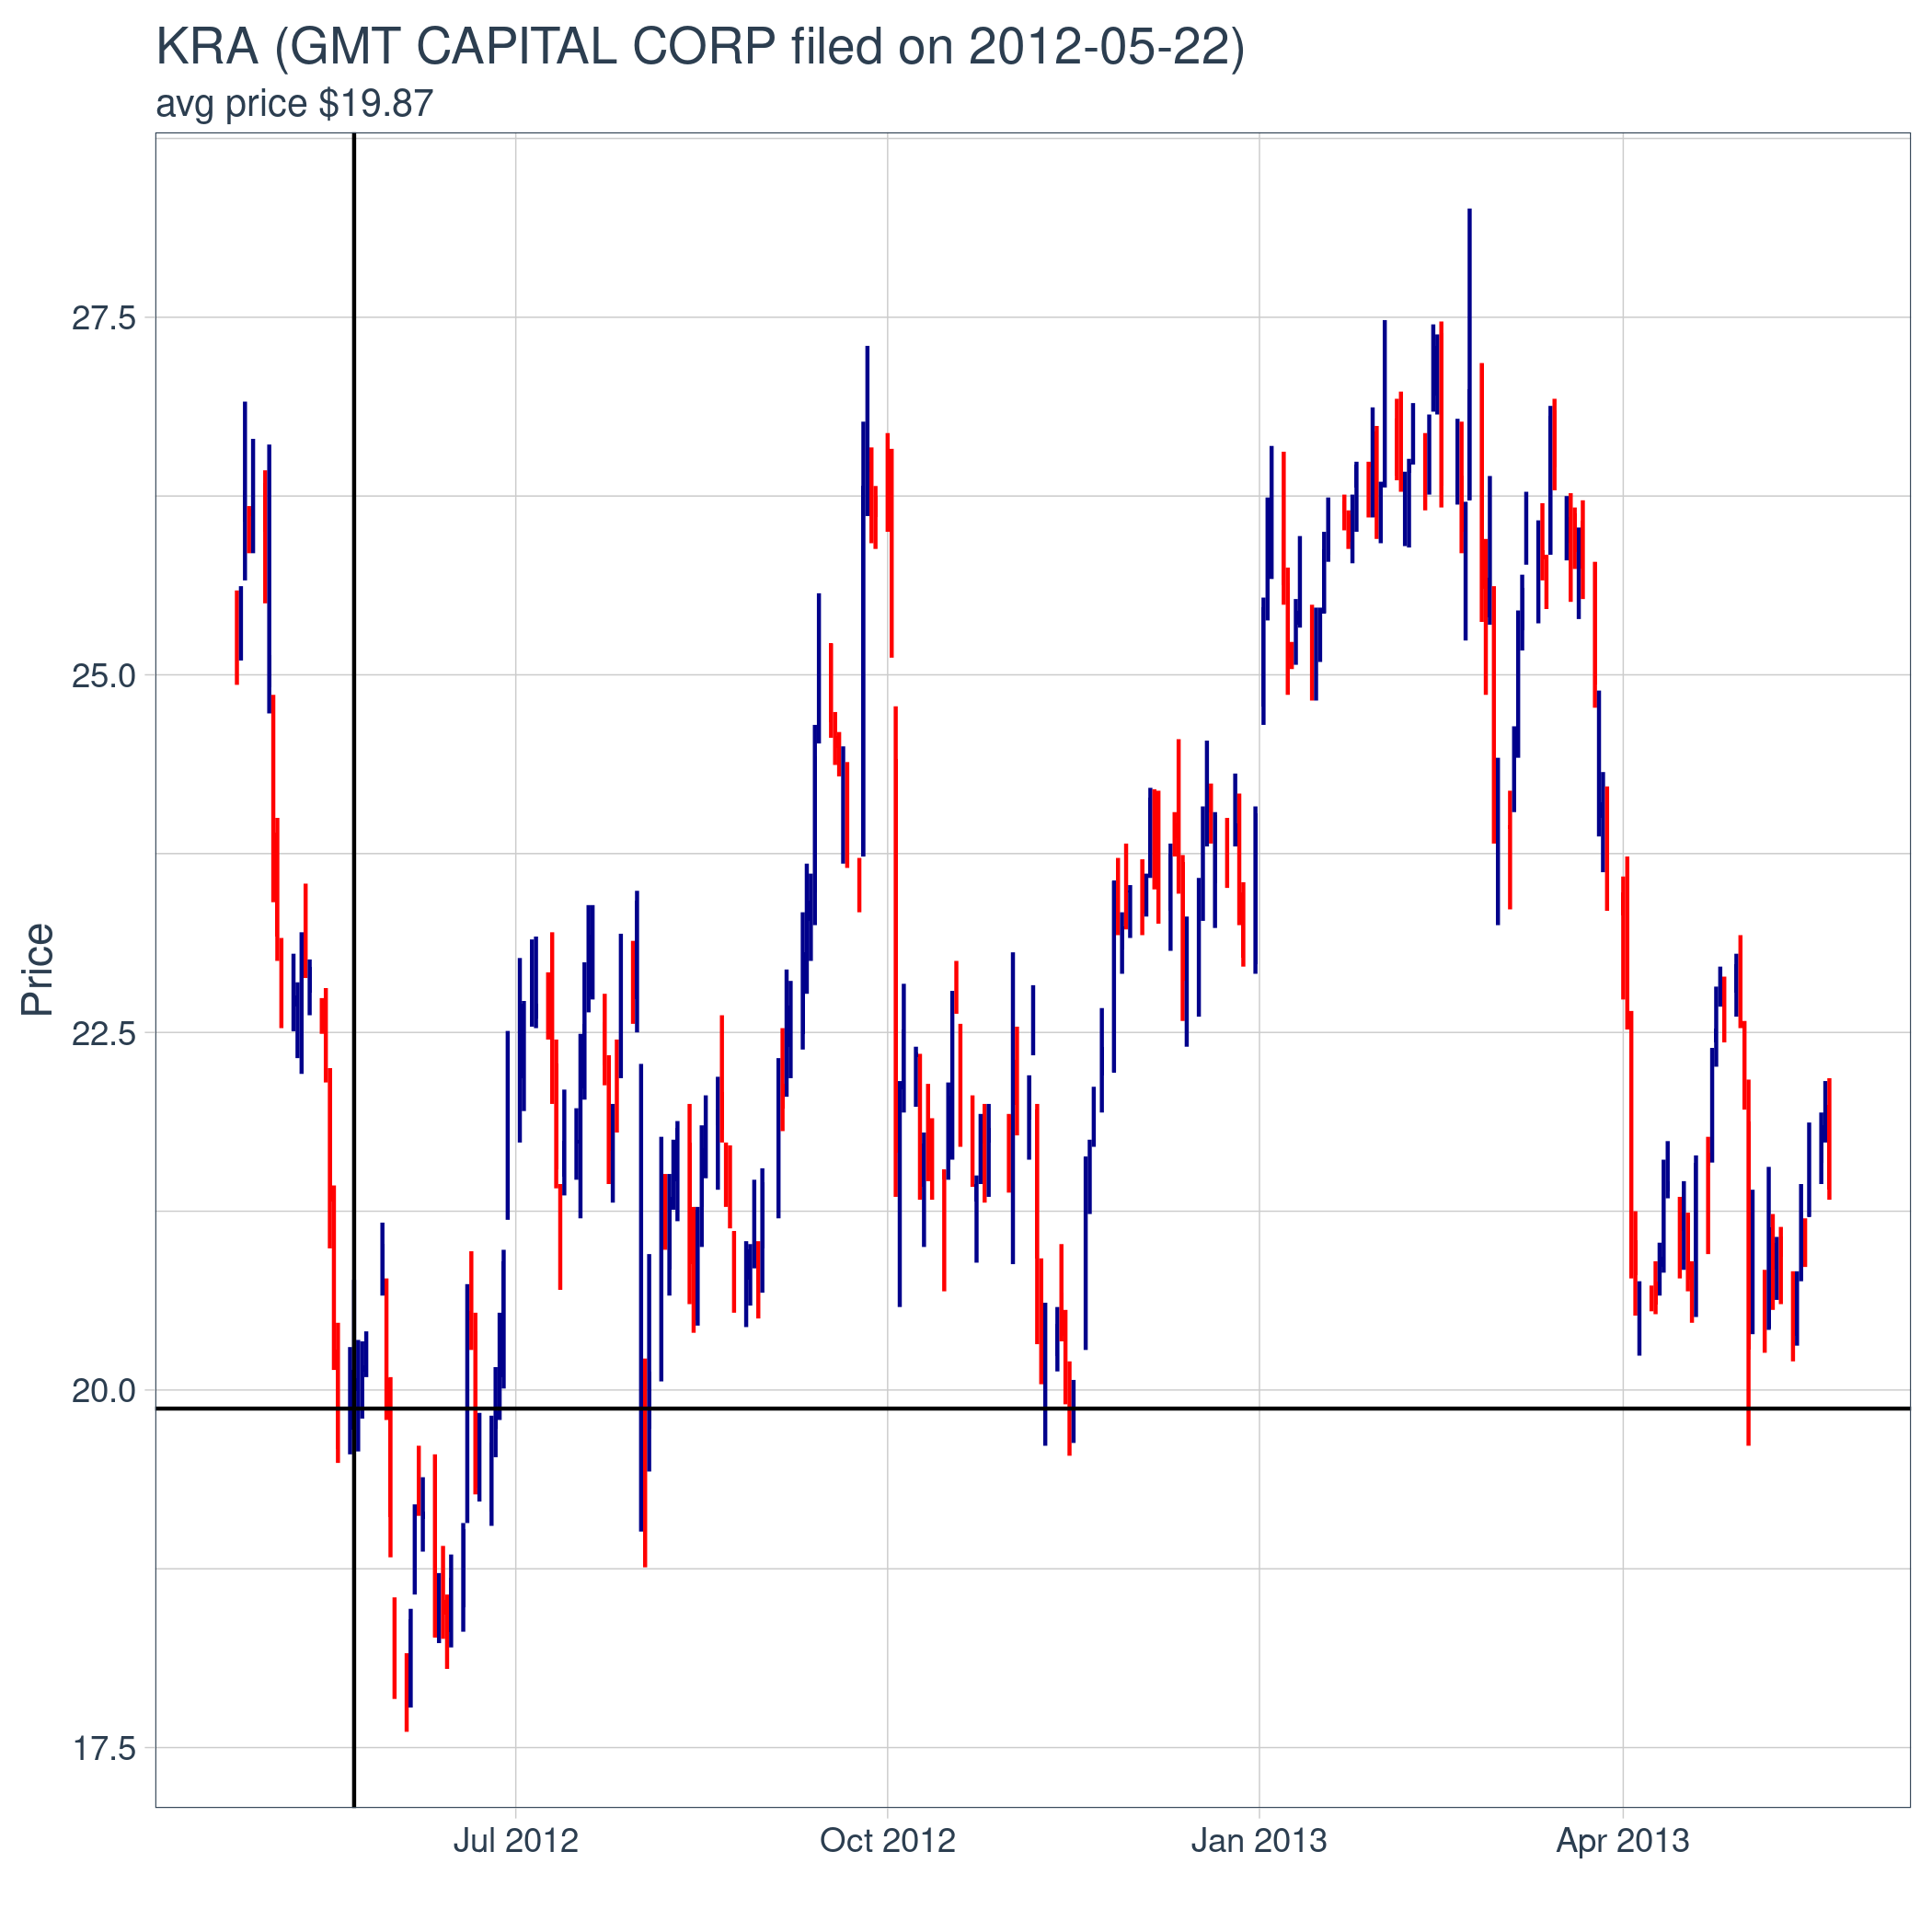 KRA (GMT CAPITAL CORP filed on 2012-05-22)
avg price $19.87
Price
27.5
25.0
22.5
20.0
17.5
Jul 2012
Oct 2012
Jan 2013
Apr 2013